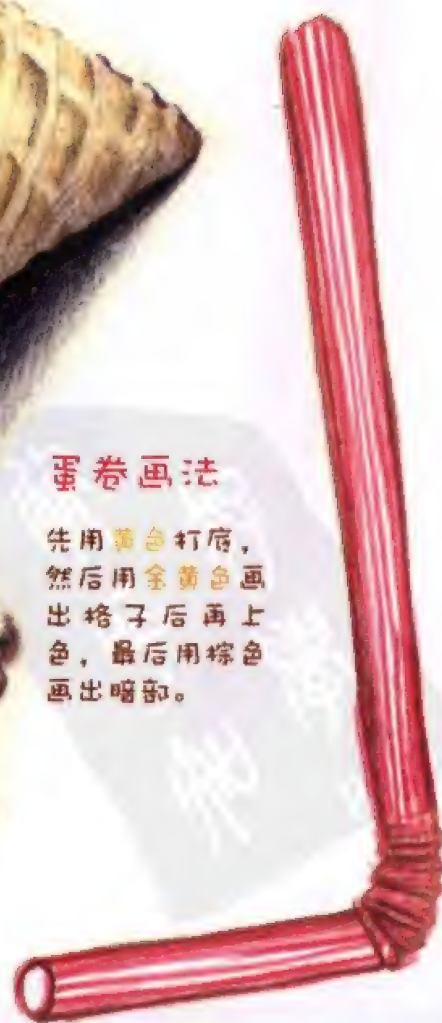 蛋卷画法
先用黄色打底，
然后用金黄色画
出格子后再上
色，最后用棕色
画出暗部。